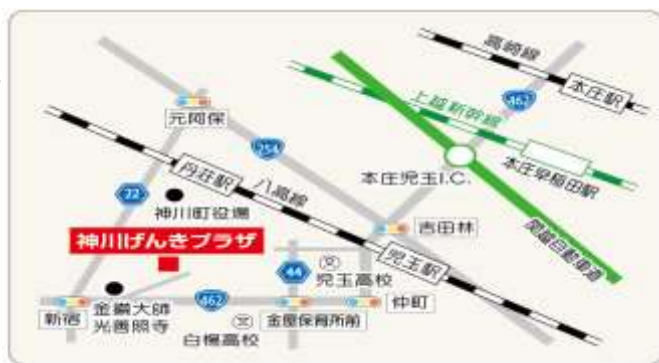 高崎線
本庄駅
462
上越新幹線
本庄早稲田駅
元阿保
254
本庄児玉I.C.
丹荘駅
八高線
22
神川町役場
吉田林
関越自動車道
神川げんきプラザ
児玉駅
44
児玉高校
462
仲町
新宿
金鑚大師
光善照寺
白楊高校
金屋保育所前